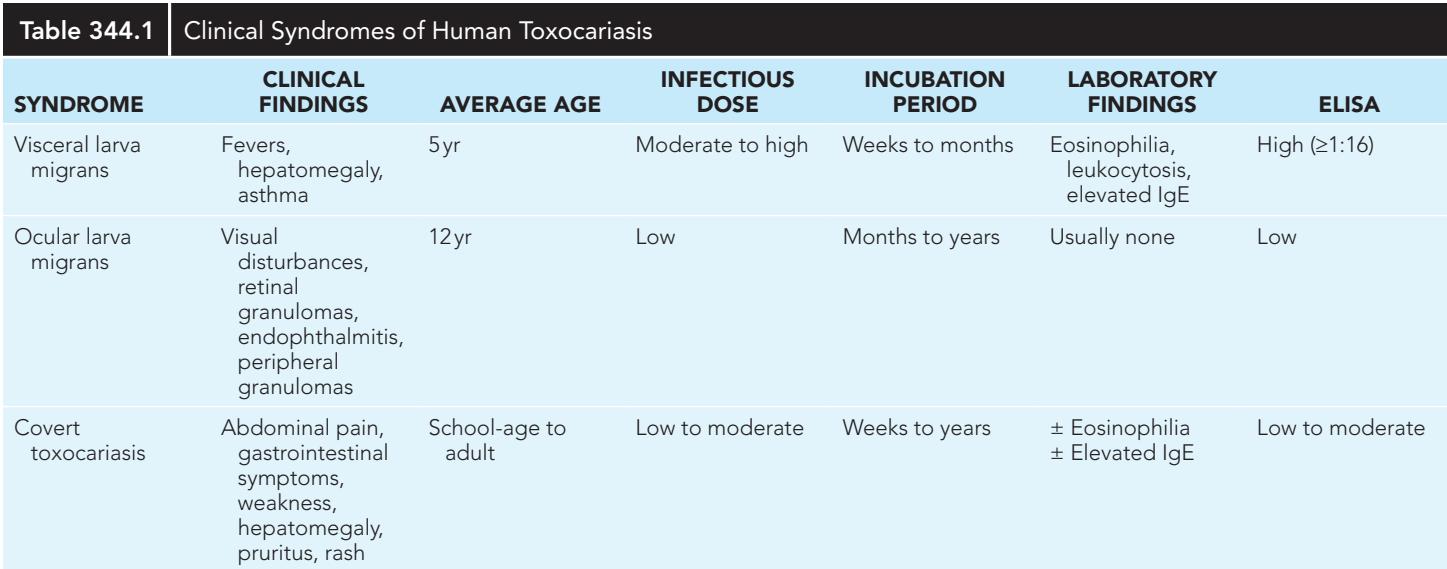 Table 344.1 Clinical Syndromes of Human Toxocariasis
SYNDROME CLINICAL FINDINGS AVERAGE AGE INFECTIOUS DOSE INCUBATION PERIOD LABORATORY FINDINGS ELISA
Visceral larva migrans Fevers, hepatomegaly, asthma 5 yr Moderate to high Weeks to months Eosinophilia, leukocytosis, elevated IgE High (≥1:16)
Ocular larva migrans Visual disturbances, retinal granulomas, endophthalmitis, peripheral granulomas 12 yr Low Months to years Usually none Low
Covert toxocariasis Abdominal pain, gastrointestinal symptoms, weakness, hepatomegaly, pruritus, rash School-age to adult Low to moderate Weeks to years ± Eosinophilia ± Elevated IgE Low to moderate